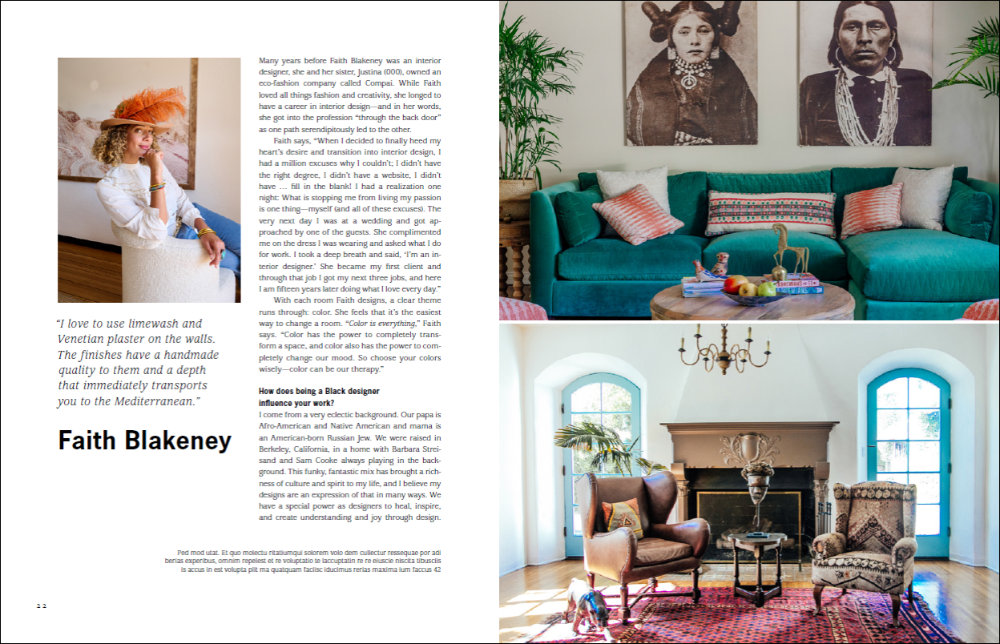 Many years before Faith Blakeney was an interior
designer, she and her sister, Justina (000), owned an
eco-fashion company called Compai. While Faith
loved all things fashion and creativity, she longed to
have a career in interior design—and in her words,
she got into the profession “through the back door”
as one path serendipitously led to the other.
Faith says, “When I decided to finally heed my
heart’s desire and transition into interior design, I
had a million excuses why I couldn’t; I didn’t have
the right degree, I didn’t have a website, I didn’t
have … fill in the blank! I had a realization one
night: What is stopping me from living my passion
is one thing—myself (and all of these excuses). The
very next day I was at a wedding and got ap-
proached by one of the guests. She complimented
me on the dress I was wearing and asked what I do
for work. I took a deep breath and said, ‘I’m an in-
terior designer.’ She became my first client and
through that job I got my next three jobs, and here
I am fifteen years later doing what I love every day.”
With each room Faith designs, a clear theme
runs through: color. She feels that it’s the easiest
way to change a room. “Color is everything,” Faith
says. “Color has the power to completely trans-
form a space, and color also has the power to com-
pletely change our mood. So choose your colors
wisely—color can be our therapy.”
“I love to use limewash and
Venetian plaster on the walls.
The finishes have a handmade
quality to them and a depth
that immediately transports
you to the Mediterranean.”
Faith Blakeney
How does being a Black designer
influence your work?
I come from a very eclectic background. Our papa is
Afro-American and Native American and mama is
an American-born Russian Jew. We were raised in
Berkeley, California, in a home with Barbara Strei-
sand and Sam Cooke always playing in the back-
ground. This funky, fantastic mix has brought a rich-
ness of culture and spirit to my life, and I believe my
designs are an expression of that in many ways. We
have a special power as designers to heal, inspire,
and create understanding and joy through design.
Ped mod utat. Et quo molectu ritatiumqui solorem volo dem cullectur ressequae por adi
berias experibus, omnim repelest et re voluptatio te laccuptatin re re eiuscie niscita tibusciis
is accus in est volupta plit ma quatquam facilisc iducimus rerias maxima ium faccus 42
22
BOHEMIANS
BOHEMIANS